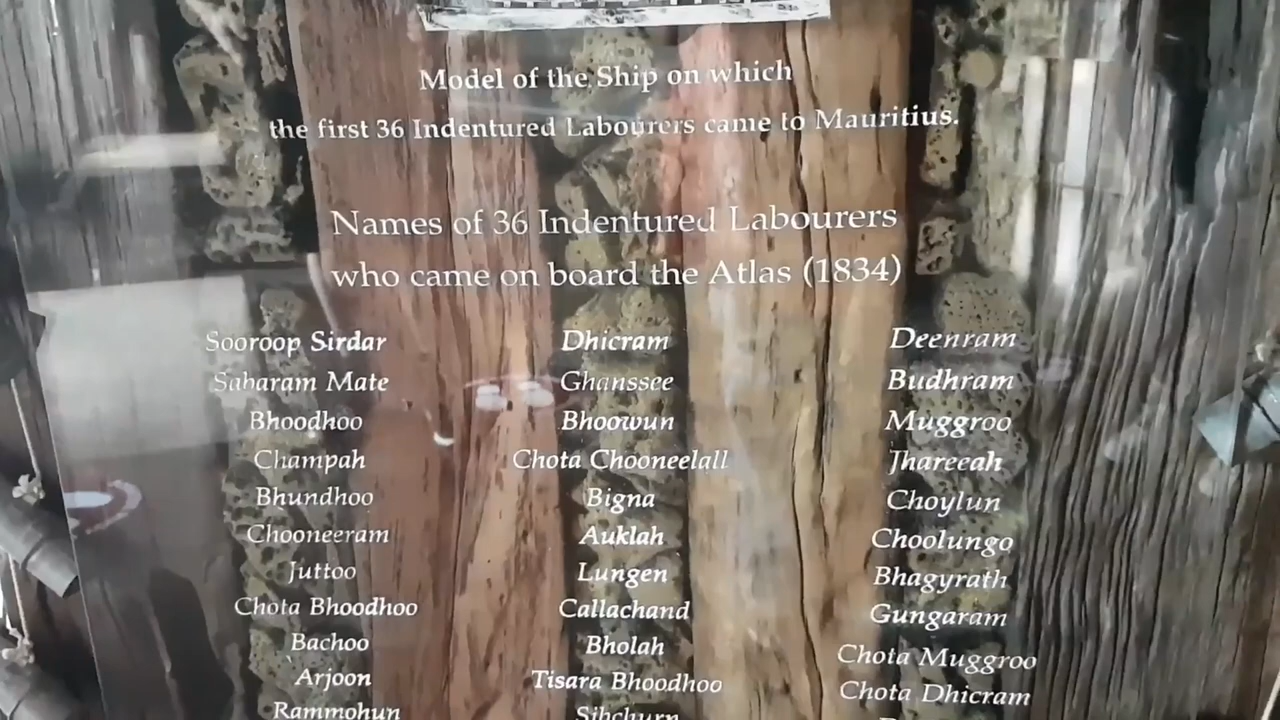 Model of the Ship on which
the first 36 Indentured Labourers came to Mauritius.
Names of 36 Indentured Labourers
who came on board the Atlas (1834)
Sooroop Sirdar
Sabaram Mate
Bhoodhoo
Champah
Bhundhoo
Chooneeram
Juttoo
Chota Bhoodhoo
Bachoo
Arjoon
Rammohun
Dhicram
Ghanssee
Bhoowun
Chota Chooneelall
Bigna
Auklah
Lungen
Callachand
Bholah
Tisara Bhoodhoo
Sibchurn
Deenram
Budhram
Muggroo
Jhareeah
Choylun
Choolungo
Bhagyrath
Gungaram
Chota Muggroo
Chota Dhicram